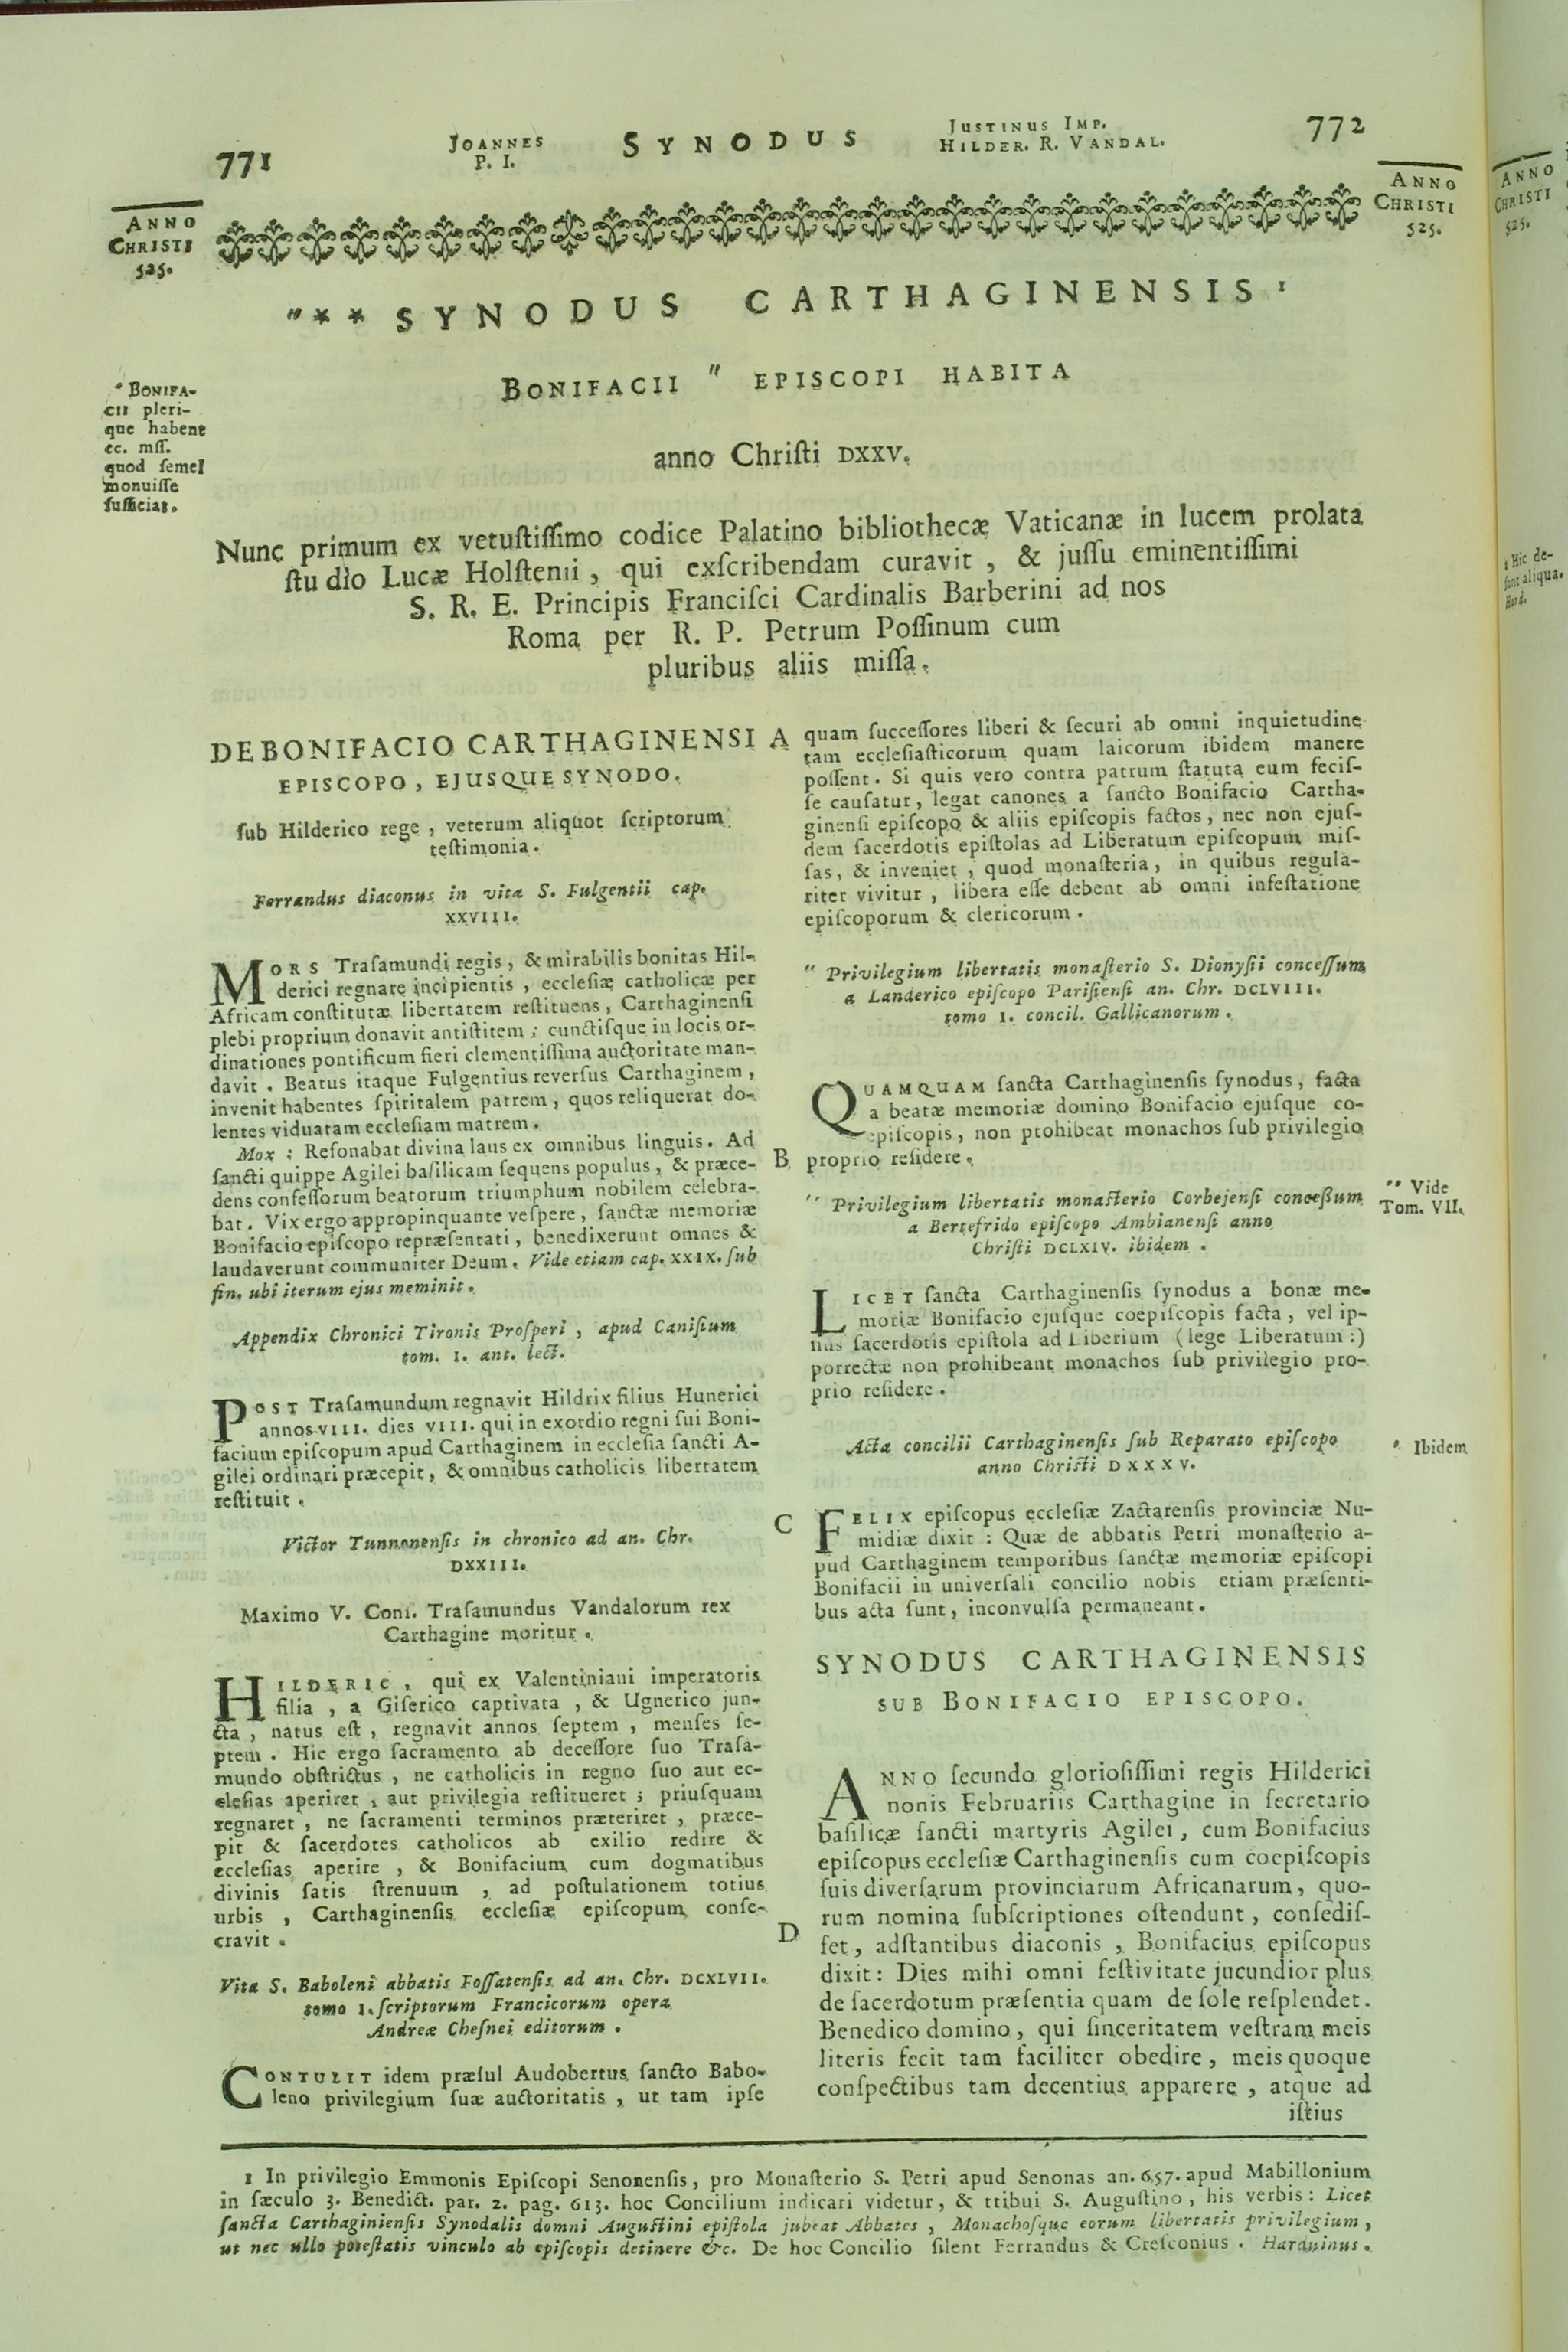 771
JOANNES
P. I.
SYNODUS
JUSTINUS IMP.
HILDER. R. VANDAL.
772
ANNO
CHRISTI
525.
ANNO
CHRISTI
525.
" * * SYNODUS CARTHAGINENSIS ¹
BONIFACII " EPISCOPI HABITA
anno Chriſti DXXV.
" BONIFA-
CII pleri-
que habent
ec. mſſ.
quod ſemel
monuiſſe
ſufficiat.
Nunc primum ex vetuſtiſſimo codice Palatino bibliothecæ Vaticanæ in lucem prolata
ſtudio Lucæ Holſtenii, qui exſcribendam curavit, & juſſu eminentiſſimi
S. R. E. Principis Franciſci Cardinalis Barberini ad nos
Roma per R. P. Petrum Poſſinum cum
pluribus aliis miſſa.
DE BONIFACIO CARTHAGINENSI
EPISCOPO, EJUSQUE SYNODO.
ſub Hilderico rege, veterum aliquot ſcriptorum
teſtimonia.
Ferrandus diaconus in vita S. Fulgentii cap.
XXVIII.
MORS Traſamundi regis, & mirabilis bonitas Hil-
derici regnare incipientis, eccleſiæ catholicæ per
Africam conſtitutæ libertatem reſtituens, Carthaginenſi
plebi proprium donavit antiſtitem; cunctiſque in locis or-
dinationes pontificum fieri clementiſſima auctoritate man-
davit. Beatus itaque Fulgentius reverſus Carthaginem,
invenit habentes ſpiritalem patrem, quos reliquerat do-
lentes viduatam eccleſiam matrem.
Mox: Reſonabat divina laus ex omnibus linguis. Ad
ſancti quippe Agilei baſilicam ſequens populus, & præce-
dens confeſſorum beatorum triumphum nobilem celebra-
bat. Vix ergo appropinquante veſpere, ſanctæ memoriæ
Bonifacio epiſcopo repræſentati, benedixerunt omnes &
laudaverunt communiter Deum. Vide etiam cap. XXIX. ſub
fin. ubi iterum ejus meminit.
Appendix Chronici Tironis Proſperi, apud Caniſium
tom. I. ant. lect.
POST Traſamundum regnavit Hildrix filius Hunerici
annos VIII. dies VIII. qui in exordio regni ſui Boni-
facium epiſcopum apud Carthaginem in eccleſia ſancti A-
gilei ordinari præcepit, & omnibus catholicis libertatem
reſtituit.
Victor Tunnonenſis in chronico ad an. Chr.
DXXIII.
Maximo V. Conſ. Traſamundus Vandalorum rex
Carthagine moritur.
HILDERIC, qui ex Valentiniani imperatoris
filia, a Giſerico captivata, & Ugnerico jun-
cta, natus eſt, regnavit annos ſeptem, menſes ſe-
ptem. Hic ergo ſacramento ab deceſſore ſuo Traſa-
mundo obſtrictus, ne catholicis in regno ſuo aut ec-
cleſias aperiret, aut privilegia reſtitueret; priuſquam
regnaret, ne ſacramenti terminos præteriret, præce-
pit & ſacerdotes catholicos ab exilio redire &
eccleſias aperire, & Bonifacium cum dogmatibus
divinis ſatis ſtrenuum, ad poſtulationem totius
urbis, Carthaginenſis eccleſiæ epiſcopum conſe-
cravit.
Vita S. Baboleni abbatis Foſſatenſis ad an. Chr. DCXLVII.
tomo I. ſcriptorum Francicorum opera
Andreæ Cheſnei editorum.
CONTULIT idem præſul Audobertus ſancto Babo-
leno privilegium ſuæ auctoritatis, ut tam ipſe
A
B
C
D
quam ſucceſſores liberi & ſecuri ab omni inquietudine
tam eccleſiaſticorum quam laicorum ibidem manere
poſſent. Si quis vero contra patrum ſtatuta eum feciſ-
ſe cauſatur, legat canones a ſancto Bonifacio Cartha-
ginenſi epiſcopo & aliis epiſcopis factos, nec non ejuſ-
dem ſacerdotis epiſtolas ad Liberatum epiſcopum miſ-
ſas, & inveniet, quod monaſteria, in quibus regula-
riter vivitur, libera eſſe debent ab omni infeſtatione
epiſcoporum & clericorum.
" Privilegium libertatis monaſterio S. Dionyſii conceſſum
a Landerico epiſcopo Pariſienſi an. Chr. DCLVIII.
tomo I. concil. Gallicanorum.
QUAMQUAM ſancta Carthaginenſis ſynodus, facta
a beatæ memoriæ domino Bonifacio ejuſque co-
epiſcopis, non prohibeat monachos ſub privilegio
proprio reſidere.
" Privilegium libertatis monaſterio Corbejenſi conceſſum
a Bertefrido epiſcopo Ambianenſi anno
Chriſti DCLXIV. ibidem.
"" Vide
Tom. VII.
LICET ſancta Carthaginenſis ſynodus a bonæ me-
moriæ Bonifacio ejuſque coepiſcopis facta, vel ip-
ſius ſacerdotis epiſtola ad Liberium (lege Liberatum:)
porrectæ non prohibeant monachos ſub privilegio pro-
prio reſidere.
Acta concilii Carthaginenſis ſub Reparato epiſcopo
anno Chriſti DXXXV.
" Ibidem
FELIX epiſcopus eccleſiæ Zactarenſis provinciæ Nu-
midiæ dixit: Quæ de abbatis Petri monaſterio a-
pud Carthaginem temporibus ſanctæ memoriæ epiſcopi
Bonifacii in univerſali concilio nobis etiam præſenti-
bus acta ſunt, inconvulſa permaneant.
SYNODUS CARTHAGINENSIS
SUB BONIFACIO EPISCOPO.
ANNO ſecundo glorioſiſſimi regis Hilderici
nonis Februariis Carthagine in ſecretario
baſilicæ ſancti martyris Agilei, cum Bonifacius
epiſcopus eccleſiæ Carthaginenſis cum coepiſcopis
ſuis diverſarum provinciarum Africanarum, quo-
rum nomina ſubſcriptiones oſtendunt, conſediſ-
ſet, adſtantibus diaconis, Bonifacius epiſcopus
dixit: Dies mihi omni feſtivitate jucundior plus
de ſacerdotum præſentia quam de ſole reſplendet.
Benedico domino, qui ſinceritatem veſtram meis
literis fecit tam faciliter obedire, meis quoque
conſpectibus tam decentius apparere, atque ad
iſtius
1 In privilegio Emmonis Epiſcopi Senonenſis, pro Monaſterio S. Petri apud Senonas an. 657. apud Mabillonium
in ſæculo 3. Benedict. par. 2. pag. 613. hoc Concilium indicari videtur, & ttibui S. Auguſtino, his verbis: Licet
ſancta Carthaginienſis Synodalis domni Auguſtini epiſtola jubeat Abbates, Monachoſque eorum libertatis privilegium,
ut nec ullo poteſtatis vinculo ab epiſcopis detinere &c. De hoc Concilio ſilent Ferrandus & Creſconius. Harduinus.
ANNO
CHRISTI
525.
1 Hic de-
ſunt aliqua.
Hard.